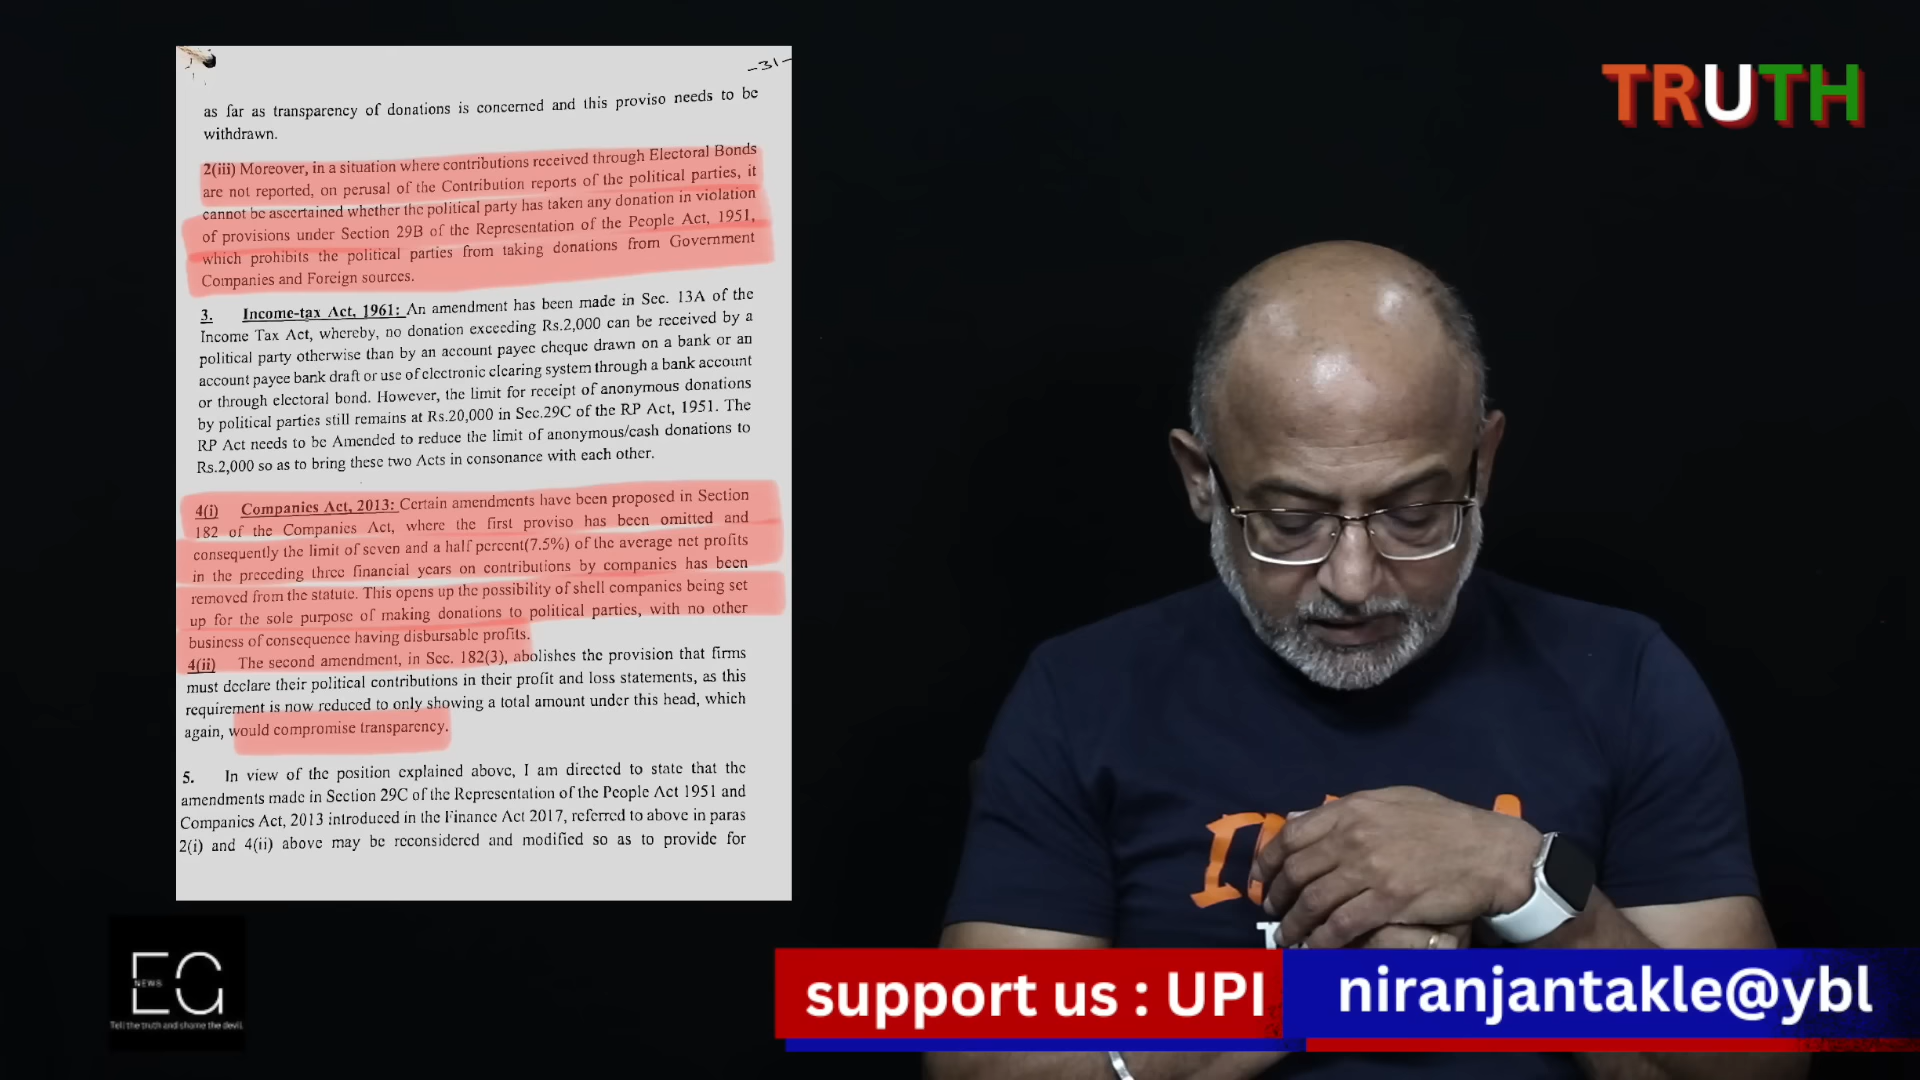 -31-
as far as transparency of donations is concerned and this proviso needs to be
withdrawn.
2(iii) Moreover, in a situation where contributions received through Electoral Bonds
are not reported, on perusal of the Contribution reports of the political parties, it
cannot be ascertained whether the political party has taken any donation in violation
of provisions under Section 29B of the Representation of the People Act, 1951,
which prohibits the political parties from taking donations from Government
Companies and Foreign sources.
3. Income-tax Act, 1961: An amendment has been made in Sec. 13A of the
Income Tax Act, whereby, no donation exceeding Rs.2,000 can be received by a
political party otherwise than by an account payee cheque drawn on a bank or an
account payee bank draft or use of electronic clearing system through a bank account
or through electoral bond. However, the limit for receipt of anonymous donations
by political parties still remains at Rs.20,000 in Sec.29C of the RP Act, 1951. The
RP Act needs to be Amended to reduce the limit of anonymous/cash donations to
Rs.2,000 so as to bring these two Acts in consonance with each other.
4(i) Companies Act, 2013: Certain amendments have been proposed in Section
182 of the Companies Act, where the first proviso has been omitted and
consequently the limit of seven and a half percent(7.5%) of the average net profits
in the preceding three financial years on contributions by companies has been
removed from the statute. This opens up the possibility of shell companies being set
up for the sole purpose of making donations to political parties, with no other
business of consequence having disbursable profits.
4(ii) The second amendment, in Sec. 182(3), abolishes the provision that firms
must declare their political contributions in their profit and loss statements, as this
requirement is now reduced to only showing a total amount under this head, which
again, would compromise transparency.
5. In view of the position explained above, I am directed to state that the
amendments made in Section 29C of the Representation of the People Act 1951 and
Companies Act, 2013 introduced in the Finance Act 2017, referred to above in paras
2(i) and 4(ii) above may be reconsidered and modified so as to provide for
TRUTH
EG
NEWS
Tell the truth and shame the devil.
support us : UPI
niranjantakle@ybl